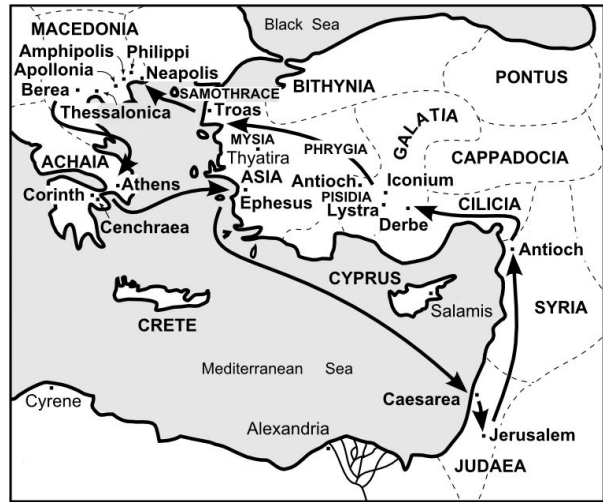 Black Sea
MACEDONIA
Amphipolis Philippi
Apollonia Neapolis
Berea
SAMOTHRACE
BITHYNIA
PONTUS
Thessalonica
Troas
GALATIA
MYSIA
PHRYGIA
Thyatira
CAPPADOCIA
ACHAIA
ASIA
Antioch
Iconium
Athens
PISIDIA
CILICIA
Corinth
Ephesus
Lystra
Derbe
Cenchraea
Antioch
CYPRUS
Salamis
SYRIA
CRETE
Mediterranean Sea
Caesarea
Cyrene
Alexandria
Jerusalem
JUDAEA